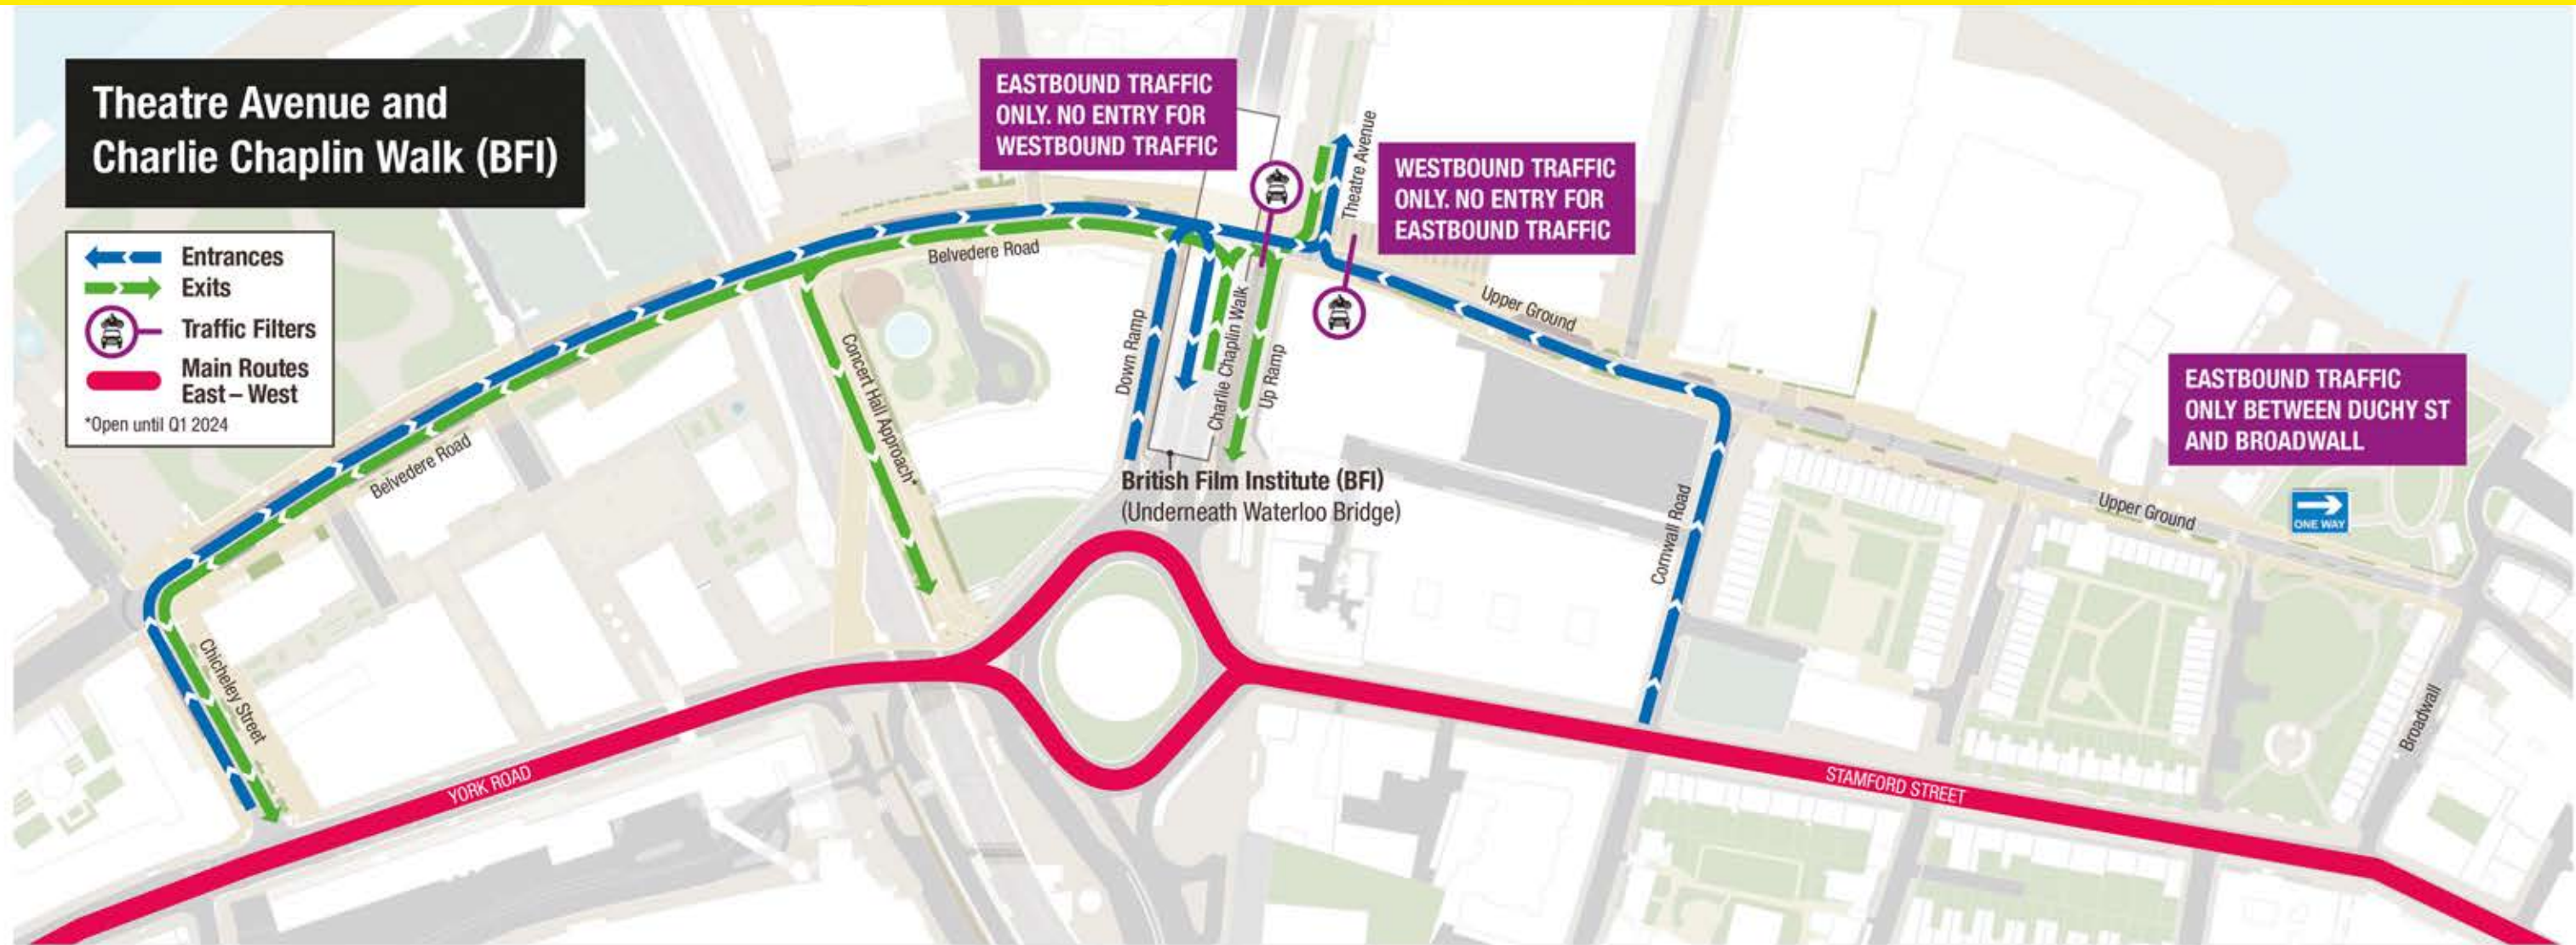 Theatre Avenue and
Charlie Chaplin Walk (BFI)
Entrances
Exits
Traffic Filters
Main Routes
East – West
*Open until Q1 2024
EASTBOUND TRAFFIC
ONLY. NO ENTRY FOR
WESTBOUND TRAFFIC
WESTBOUND TRAFFIC
ONLY. NO ENTRY FOR
EASTBOUND TRAFFIC
EASTBOUND TRAFFIC
ONLY BETWEEN DUCHY ST
AND BROADWALL
ONE WAY
Theatre Avenue
Belvedere Road
Upper Ground
Down Ramp
Charlie Chaplin Walk
Up Ramp
Concert Hall Approach*
Belvedere Road
British Film Institute (BFI)
(Underneath Waterloo Bridge)
Cornwall Road
Upper Ground
Chicheley Street
Broadwall
YORK ROAD
STAMFORD STREET